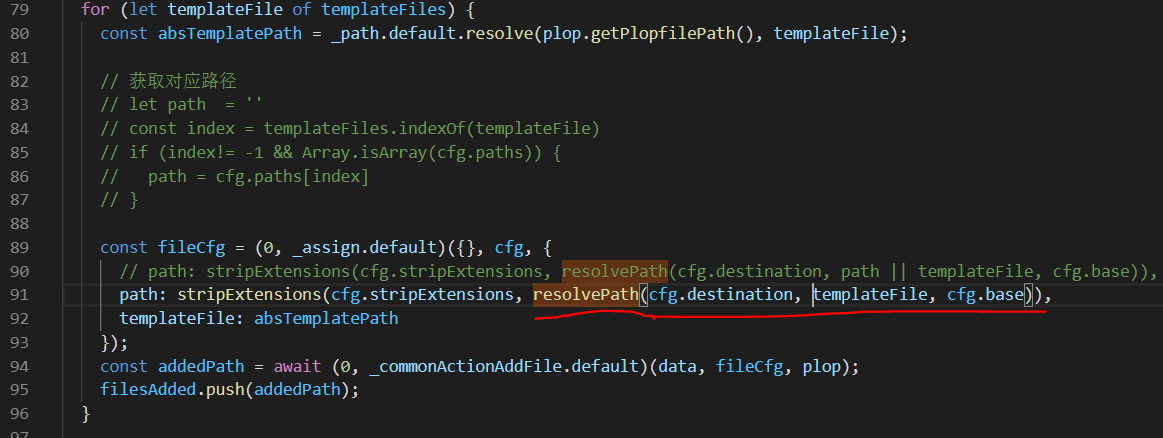 79 for (let templateFile of templateFiles) {
80 const absTemplatePath = _path.default.resolve(plop.getPlopfilePath(), templateFile);
81
82 // 获取对应路径
83 // let path  = ''
84 // const index = templateFiles.indexOf(templateFile)
85 // if (index!= -1 && Array.isArray(cfg.paths)) {
86 //   path = cfg.paths[index]
87 // }
88
89 const fileCfg = (0, _assign.default)({}, cfg, {
90 // path: stripExtensions(cfg.stripExtensions, resolvePath(cfg.destination, path || templateFile, cfg.base)),
91 path: stripExtensions(cfg.stripExtensions, resolvePath(cfg.destination, templateFile, cfg.base)),
92 templateFile: absTemplatePath
93 });
94 const addedPath = await (0, _commonActionAddFile.default)(data, fileCfg, plop);
95 filesAdded.push(addedPath);
96 }
97